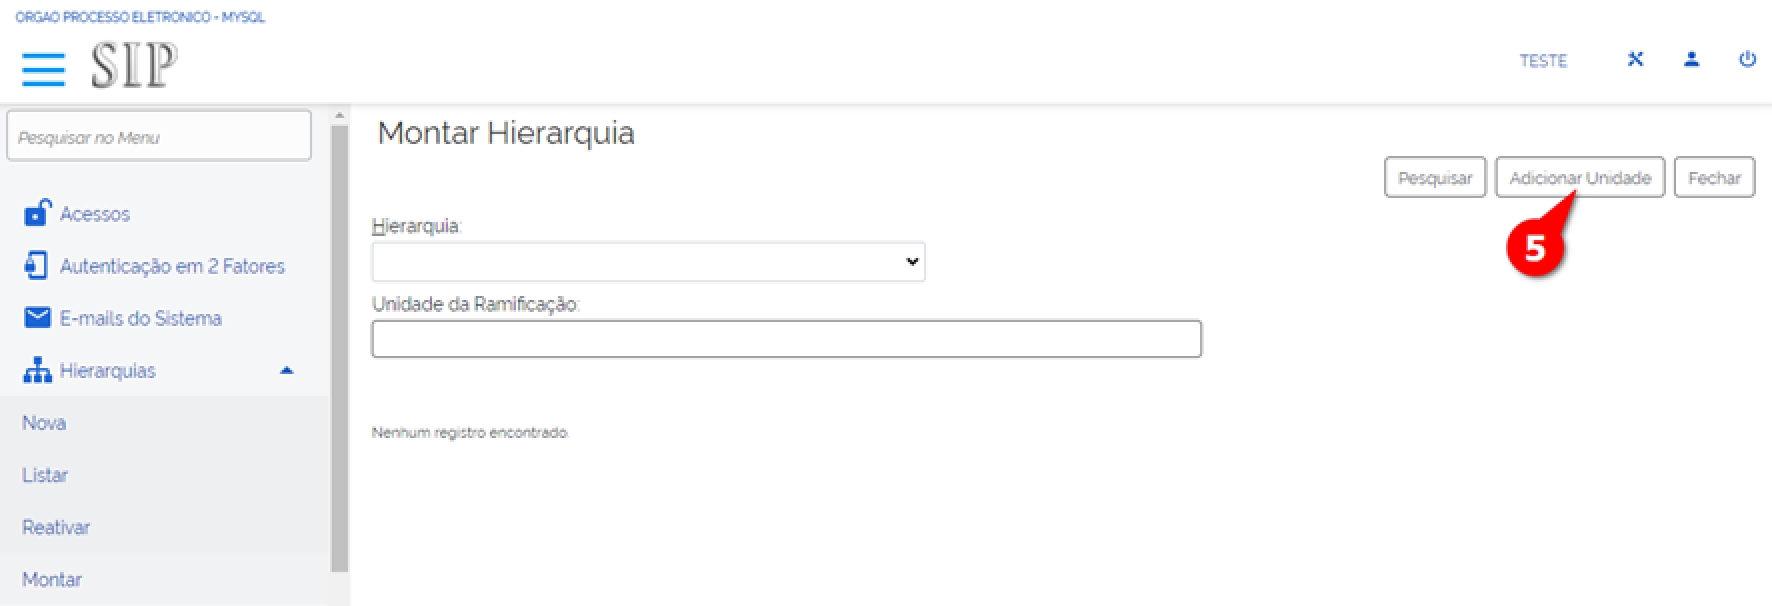 ORGAO PROCESSO ELETRONICO - MYSQL
SIP
TESTE
Pesquisar no Menu
Acessos
Autenticação em 2 Fatores
E-mails do Sistema
Hierarquias
Nova
Listar
Reativar
Montar
Montar Hierarquia
Pesquisar Adicionar Unidade Fechar
5
Hierarquia:
Unidade da Ramificação:
Nenhum registro encontrado.